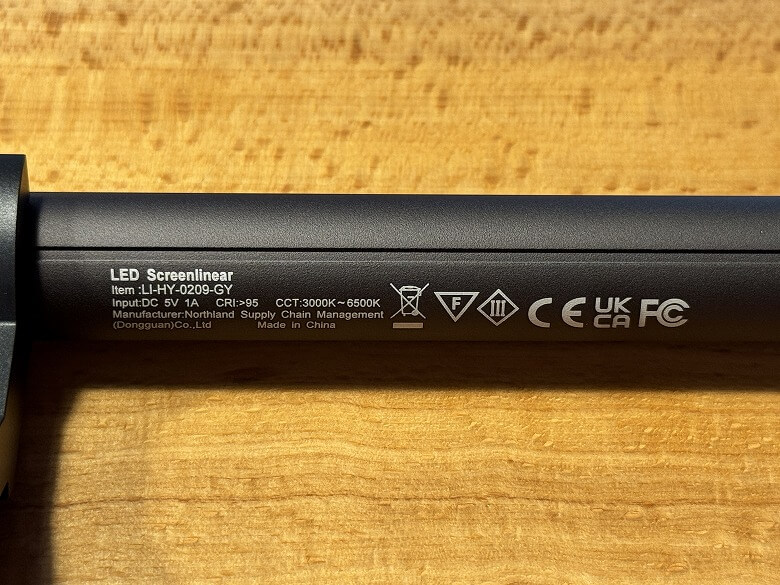 LED Screenlinear
Item :LI-HY-0209-GY
Input:DC 5V 1A CRI:>95 CCT:3000K~6500K
Manufacturer:Northland Supply Chain Management
(Dongguan)Co.,Ltd Made in China
F III CE UK CA FC